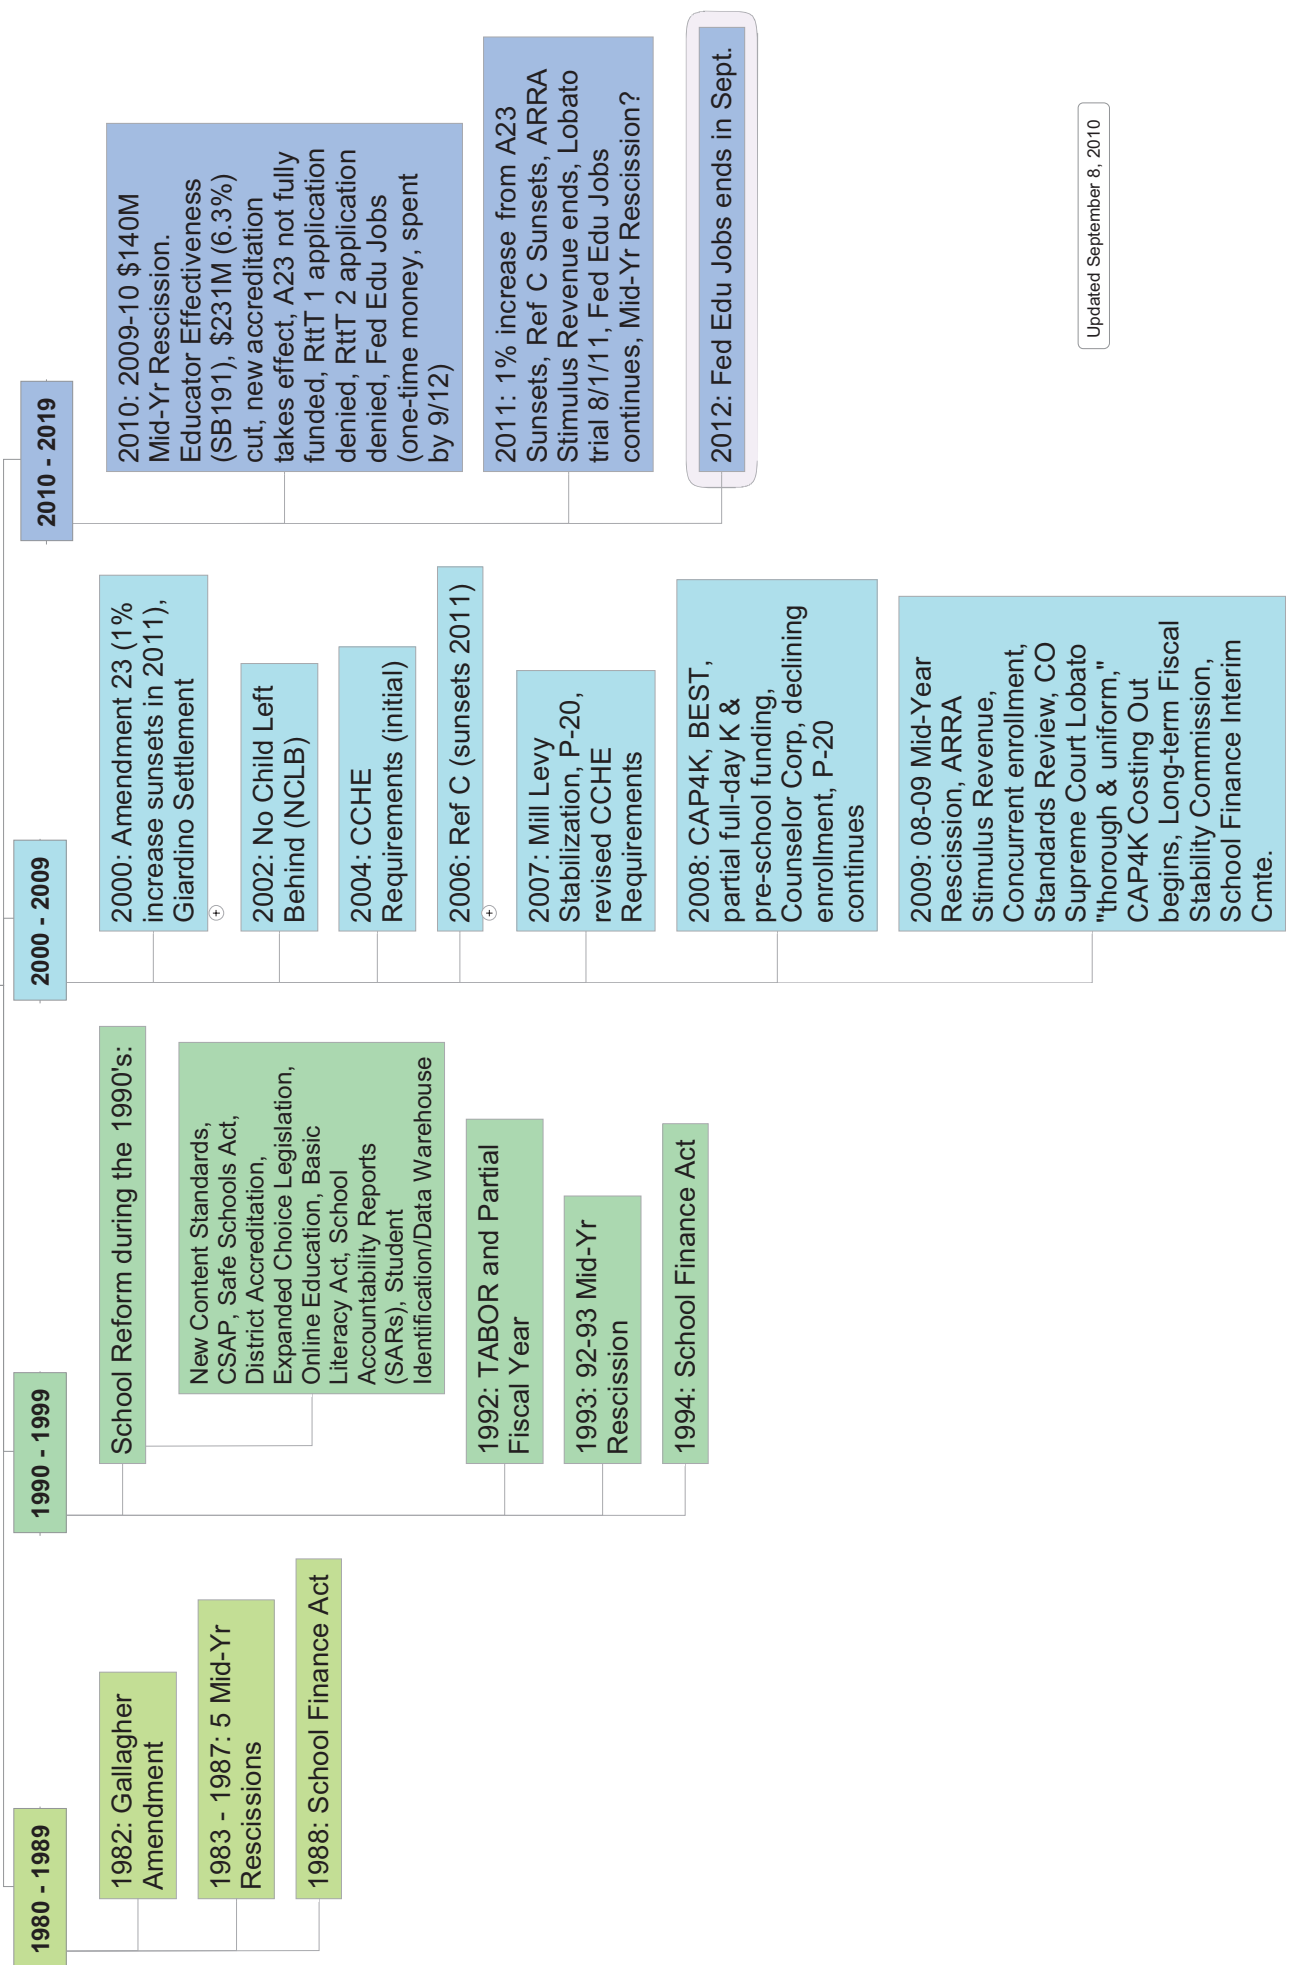 1980 - 1989
1982: Gallagher
Amendment
1983 - 1987: 5 Mid-Yr
Rescissions
1988: School Finance Act
1990 - 1999
School Reform during the 1990's:
New Content Standards,
CSAP, Safe Schools Act,
District Accreditation,
Expanded Choice Legislation,
Online Education, Basic
Literacy Act, School
Accountability Reports
(SARs), Student
Identification/Data Warehouse
1992: TABOR and Partial
Fiscal Year
1993: 92-93 Mid-Yr
Rescission
1994: School Finance Act
2000 - 2009
2000: Amendment 23 (1%
increase sunsets in 2011),
Giardino Settlement
2002: No Child Left
Behind (NCLB)
2004: CCHE
Requirements (initial)
2006: Ref C (sunsets 2011)
2007: Mill Levy
Stabilization, P-20,
revised CCHE
Requirements
2008: CAP4K, BEST,
partial full-day K &
pre-school funding,
Counselor Corp, declining
enrollment, P-20
continues
2009: 08-09 Mid-Year
Rescission, ARRA
Stimulus Revenue,
Concurrent enrollment,
Standards Review, CO
Supreme Court Lobato
"thorough & uniform,"
CAP4K Costing Out
begins, Long-term Fiscal
Stability Commission,
School Finance Interim
Cmte.
2010 - 2019
2010: 2009-10 $140M
Mid-Yr Rescission.
Educator Effectiveness
(SB191), $231M (6.3%)
cut, new accreditation
takes effect, A23 not fully
funded, RttT 1 application
denied, RttT 2 application
denied, Fed Edu Jobs
(one-time money, spent
by 9/12)
2011: 1% increase from A23
Sunsets, Ref C Sunsets, ARRA
Stimulus Revenue ends, Lobato
trial 8/1/11, Fed Edu Jobs
continues, Mid-Yr Rescission?
2012: Fed Edu Jobs ends in Sept.
Updated September 8, 2010